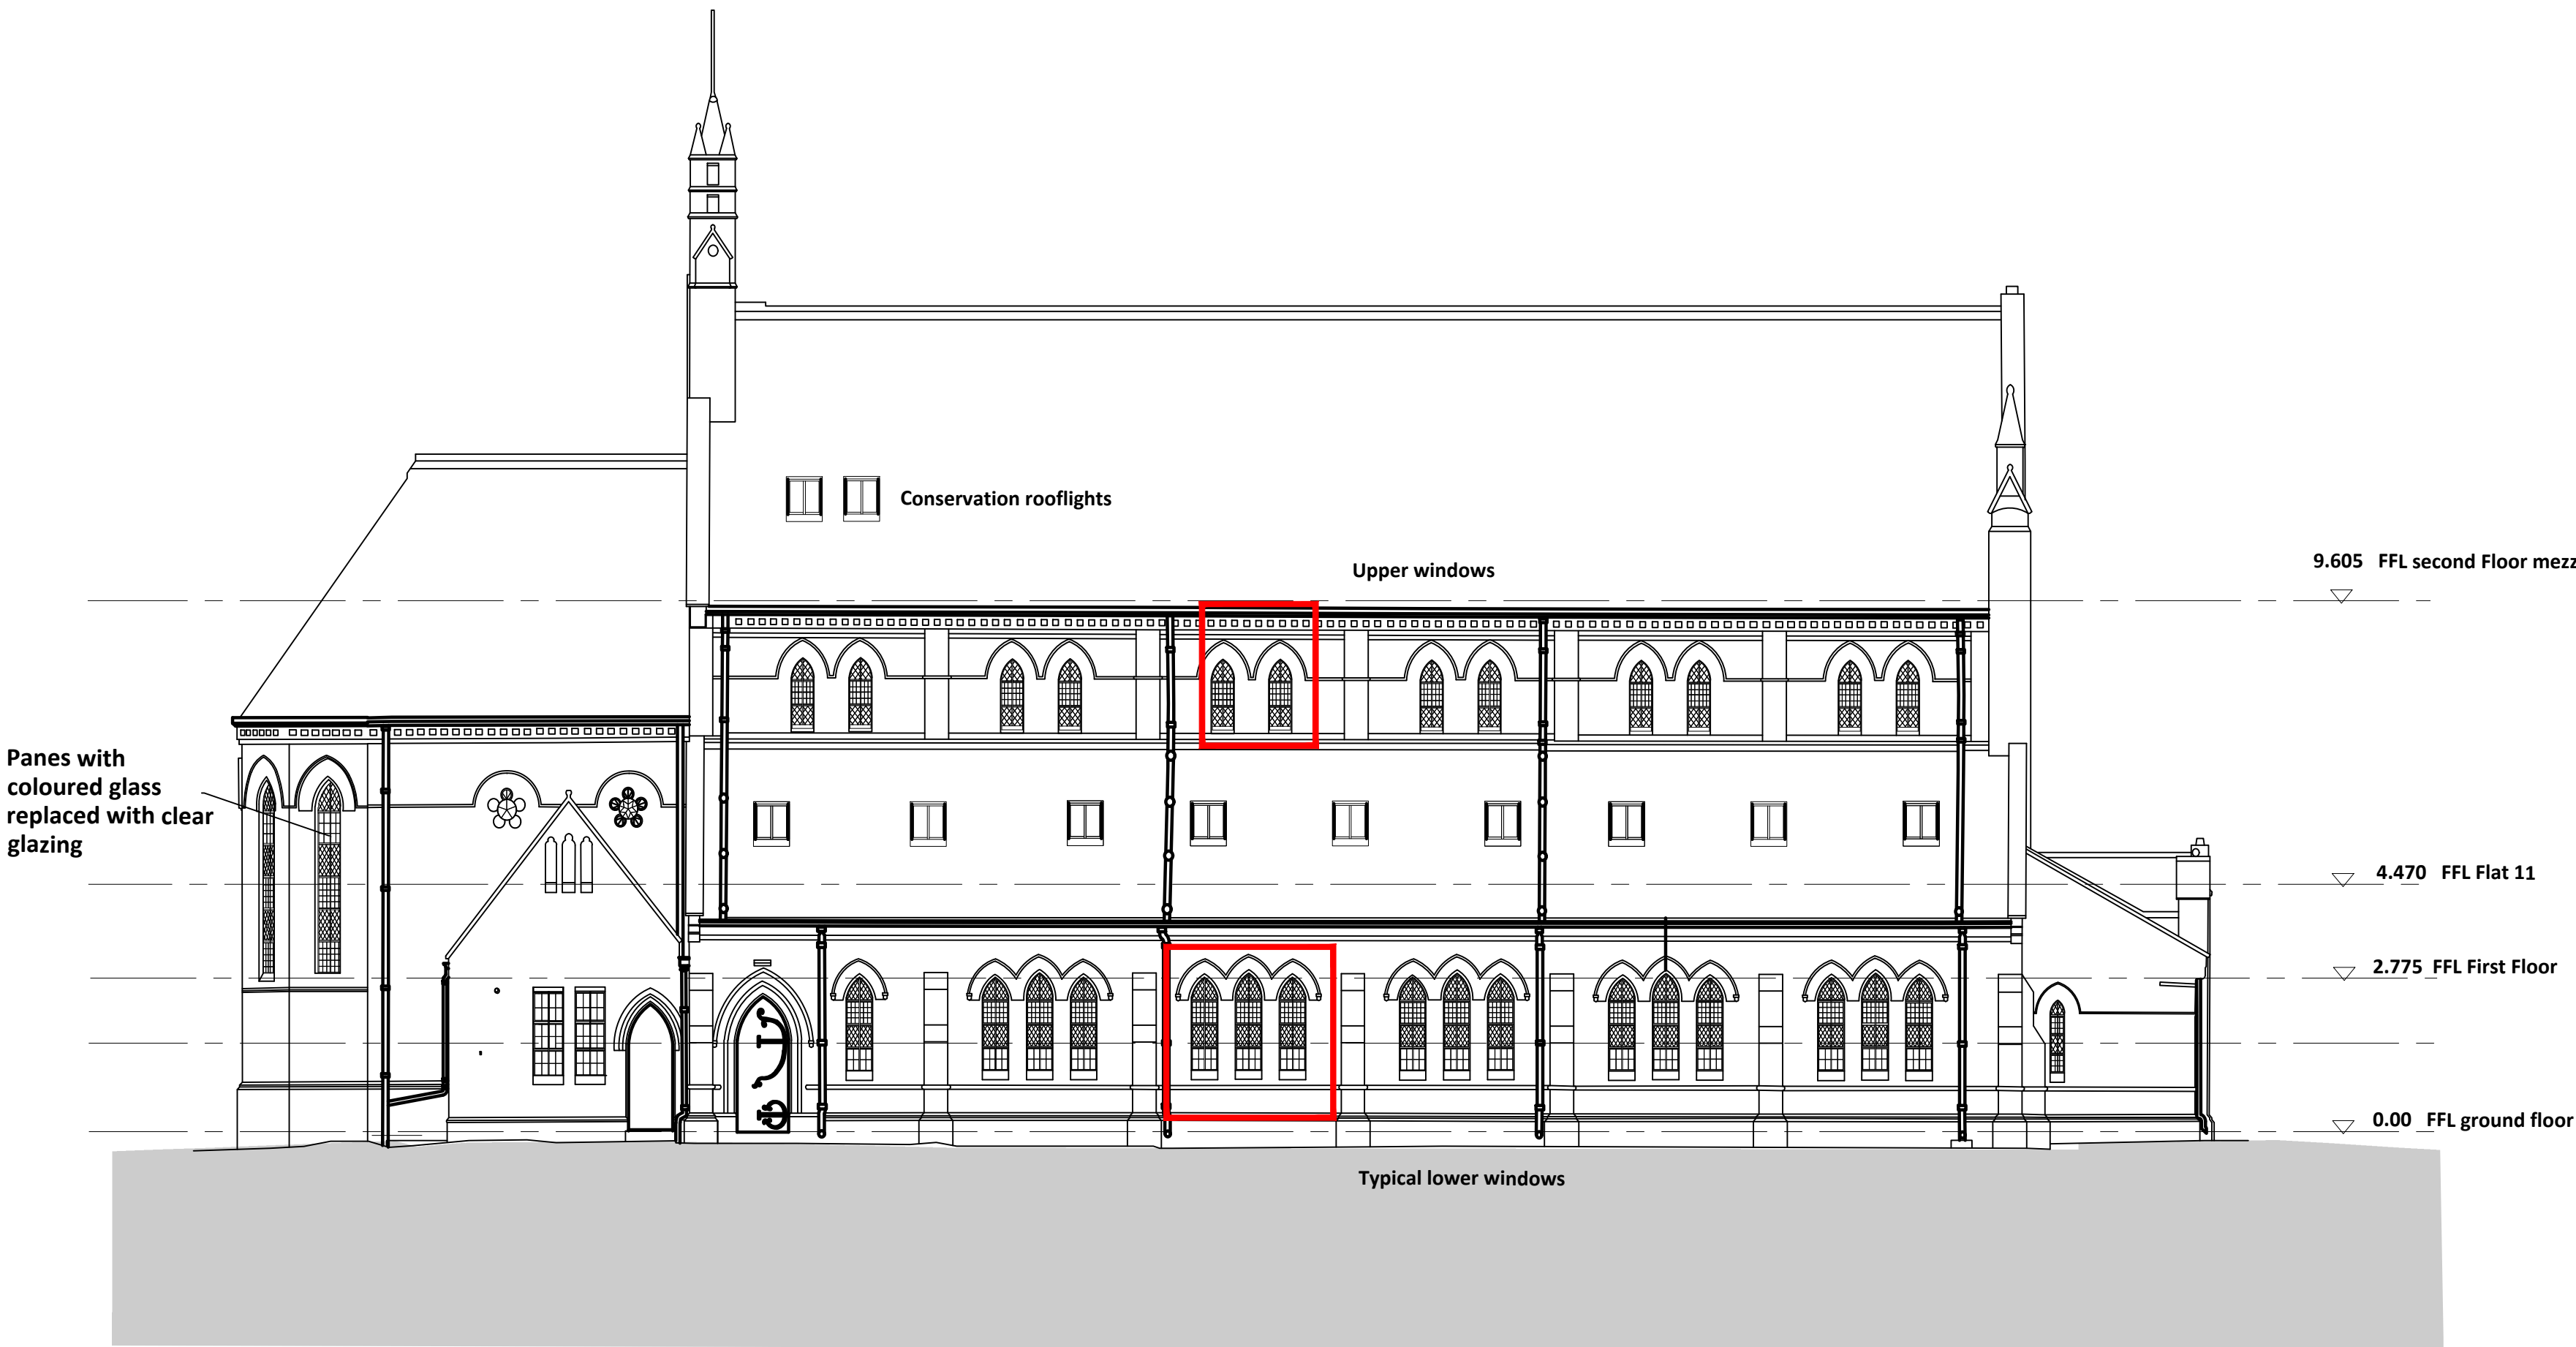 Conservation rooflights
Upper windows
9.605 FFL second Floor mezz
Panes with
coloured glass
replaced with clear
glazing
4.470 FFL Flat 11
2.775 FFL First Floor
0.00 FFL ground floor
Typical lower windows